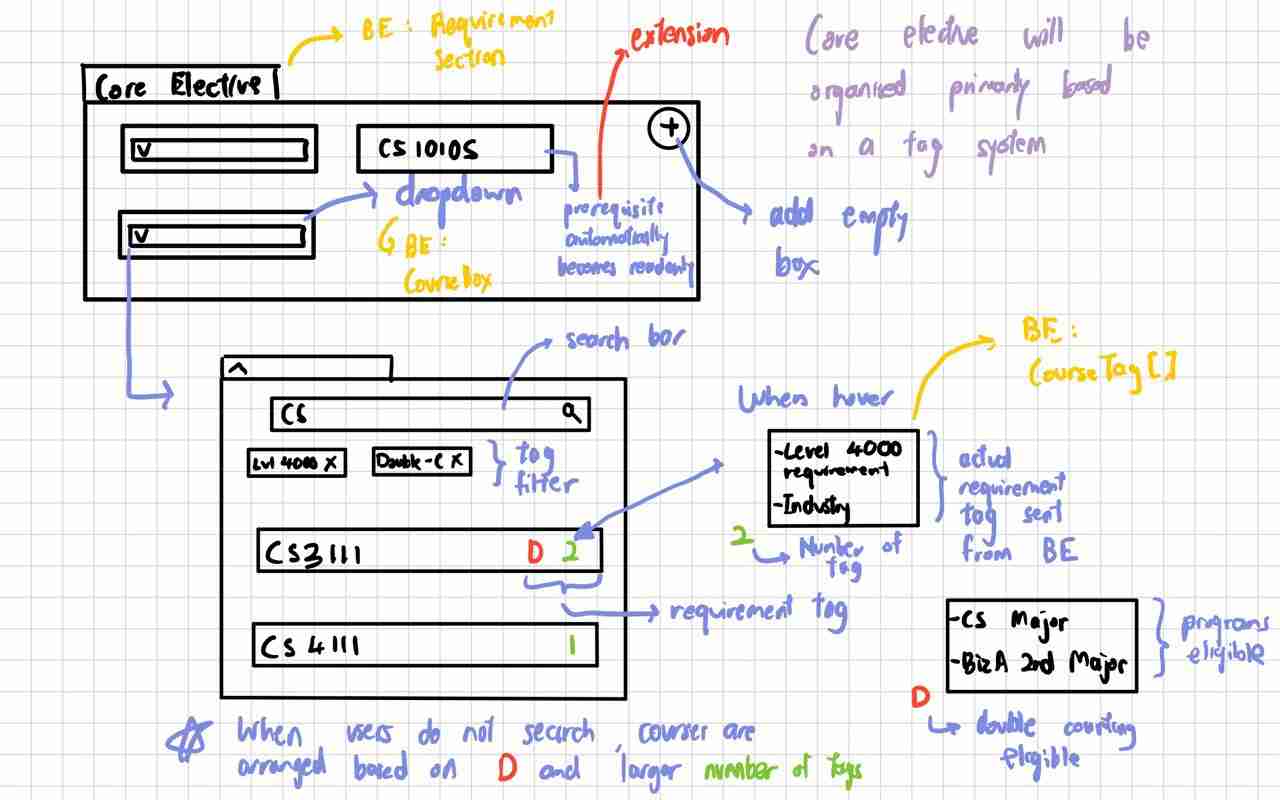 BE : Requirement
section
extension
Core elective will be
organised primarily based
on a tag system
Core Elective
V
CS 1010S
+
dropdown
BE :
CourseBox
prerequisite
automatically
becomes readonly
add empty
box
V
search bar
^
CS
Lvl 4000 X
Double-C X
tag
filter
CS3111 D 2
requirement tag
CS 4111 1
When hover
BE :
CourseTag []
-Level 4000
requirement
-Industry
actual
requirement
tag sent
from BE
2
Number of
tag
-CS Major
-BizA 2nd Major
programs
eligible
D
double counting
eligible
When users do not search, courses are
arranged based on D and larger number of tags